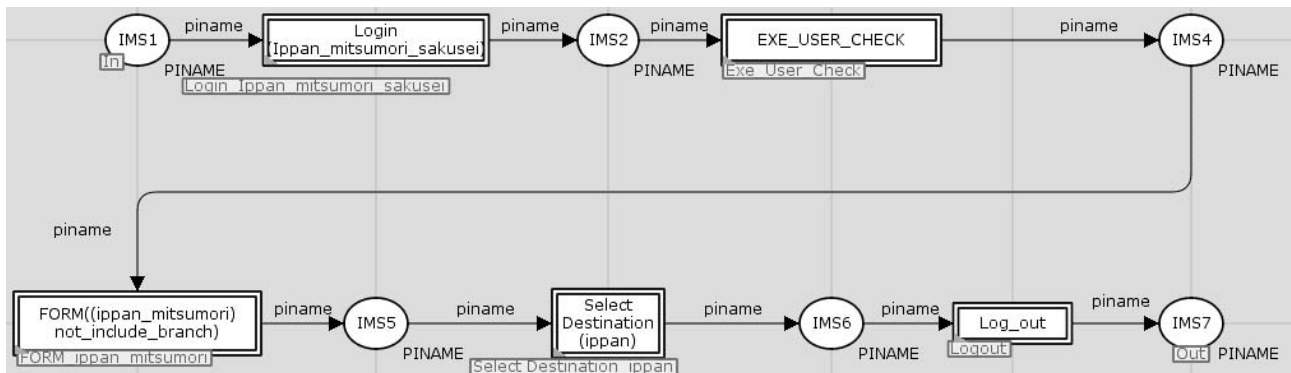 piname
Login
piname
piname
piname
IMS1
(Ippan_mitsumori_sakusei)
IMS2
EXE_USER_CHECK
IMS4
In
PINAME
Login_Ippan_mitsumori_sakusei
PINAME
Exe_User_Check
PINAME
piname
FORM((ippan_mitsumori)
not_include_branch)
piname
IMS5
piname
Select
Destination
(ippan)
piname
IMS6
piname
Log_out
piname
IMS7
FORM_ippan_mitsumori
PINAME
Select Destination_ippan
PINAME
Logout
Out
PINAME